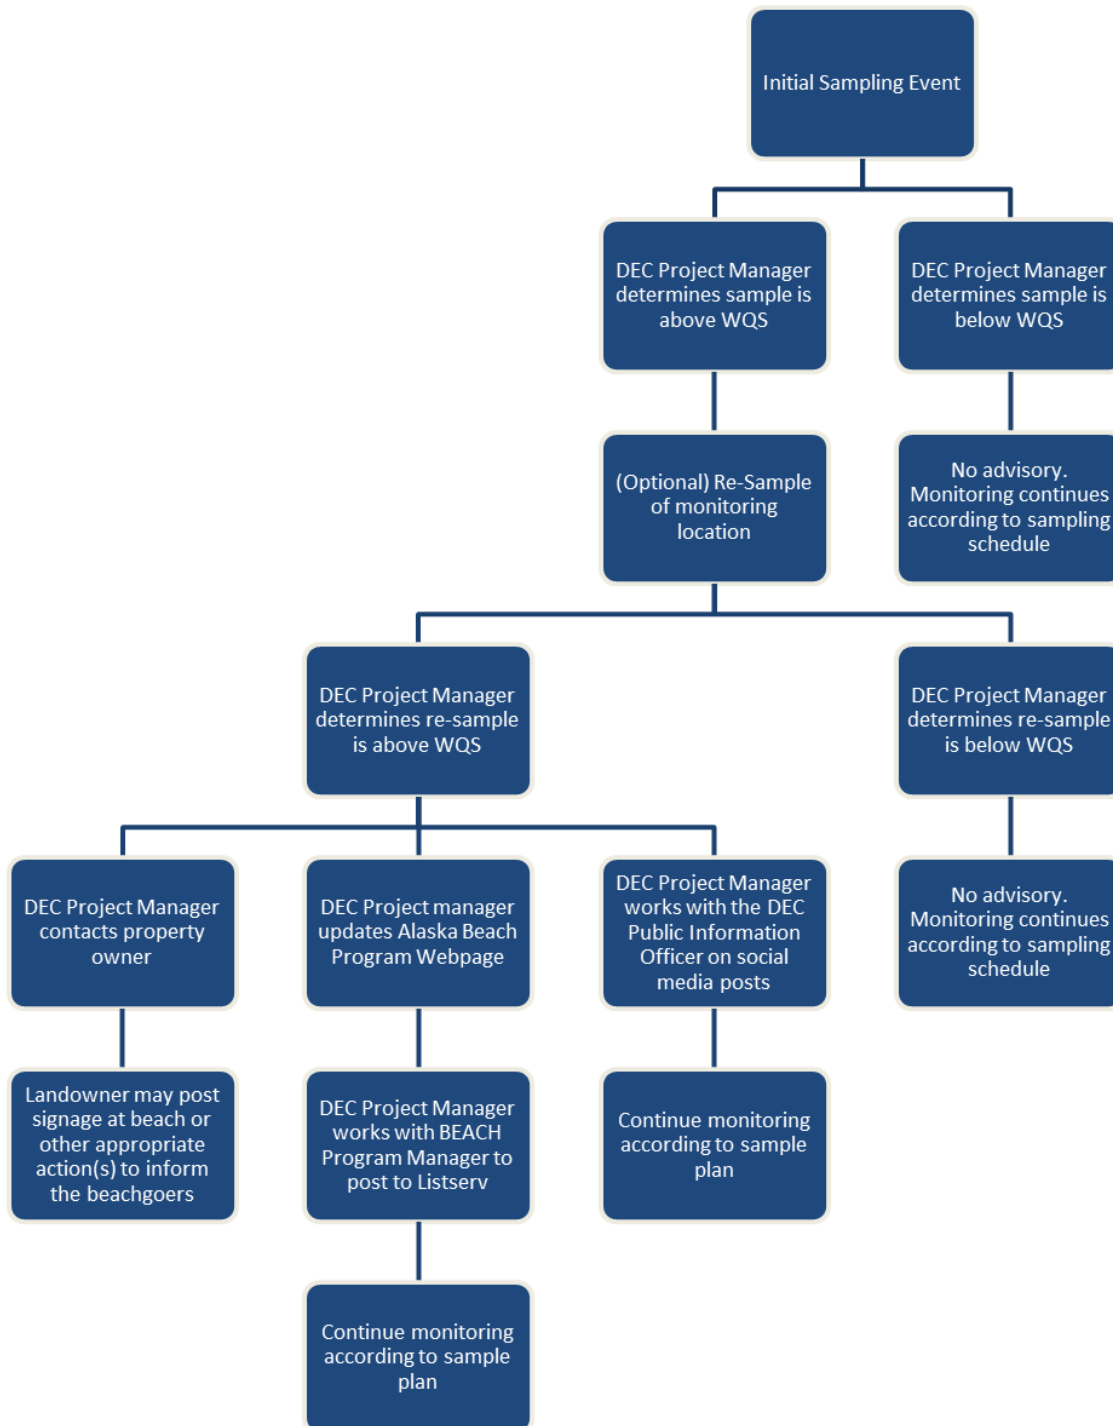 Initial Sampling Event
DEC Project Manager
determines sample is
above WQS
DEC Project Manager
determines sample is
below WQS
(Optional) Re-Sample
of monitoring
location
No advisory.
Monitoring continues
according to sampling
schedule
DEC Project Manager
determines re-sample
is above WQS
DEC Project Manager
determines re-sample
is below WQS
DEC Project Manager
contacts property
owner
DEC Project manager
updates Alaska Beach
Program Webpage
DEC Project Manager
works with the DEC
Public Information
Officer on social
media posts
No advisory.
Monitoring continues
according to sampling
schedule
Landowner may post
signage at beach or
other appropriate
action(s) to inform
the beachgoers
DEC Project Manager
works with BEACH
Program Manager to
post to Listserv
Continue monitoring
according to sample
plan
Continue monitoring
according to sample
plan